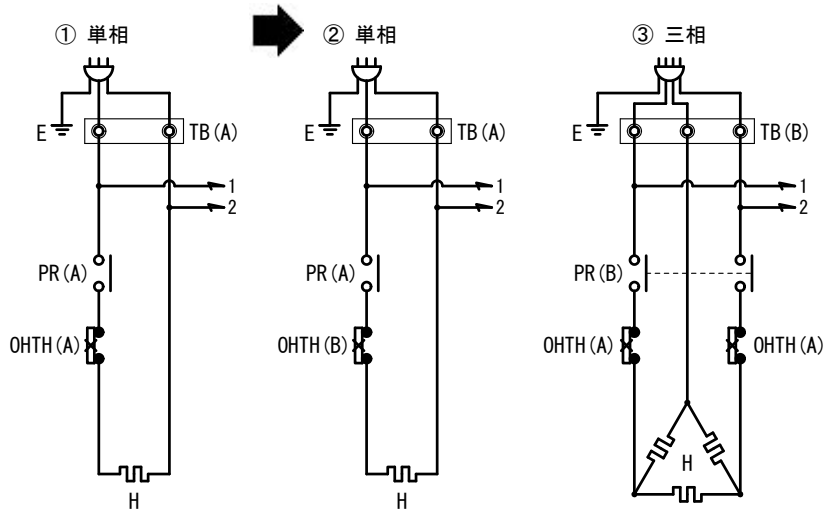 ① 単相
E
TB(A)
1
2
PR(A)
OHTH(A)
H
② 単相
E
TB(A)
1
2
PR(A)
OHTH(B)
H
③ 三相
E
TB(B)
1
2
PR(B)
OHTH(A)
OHTH(A)
H